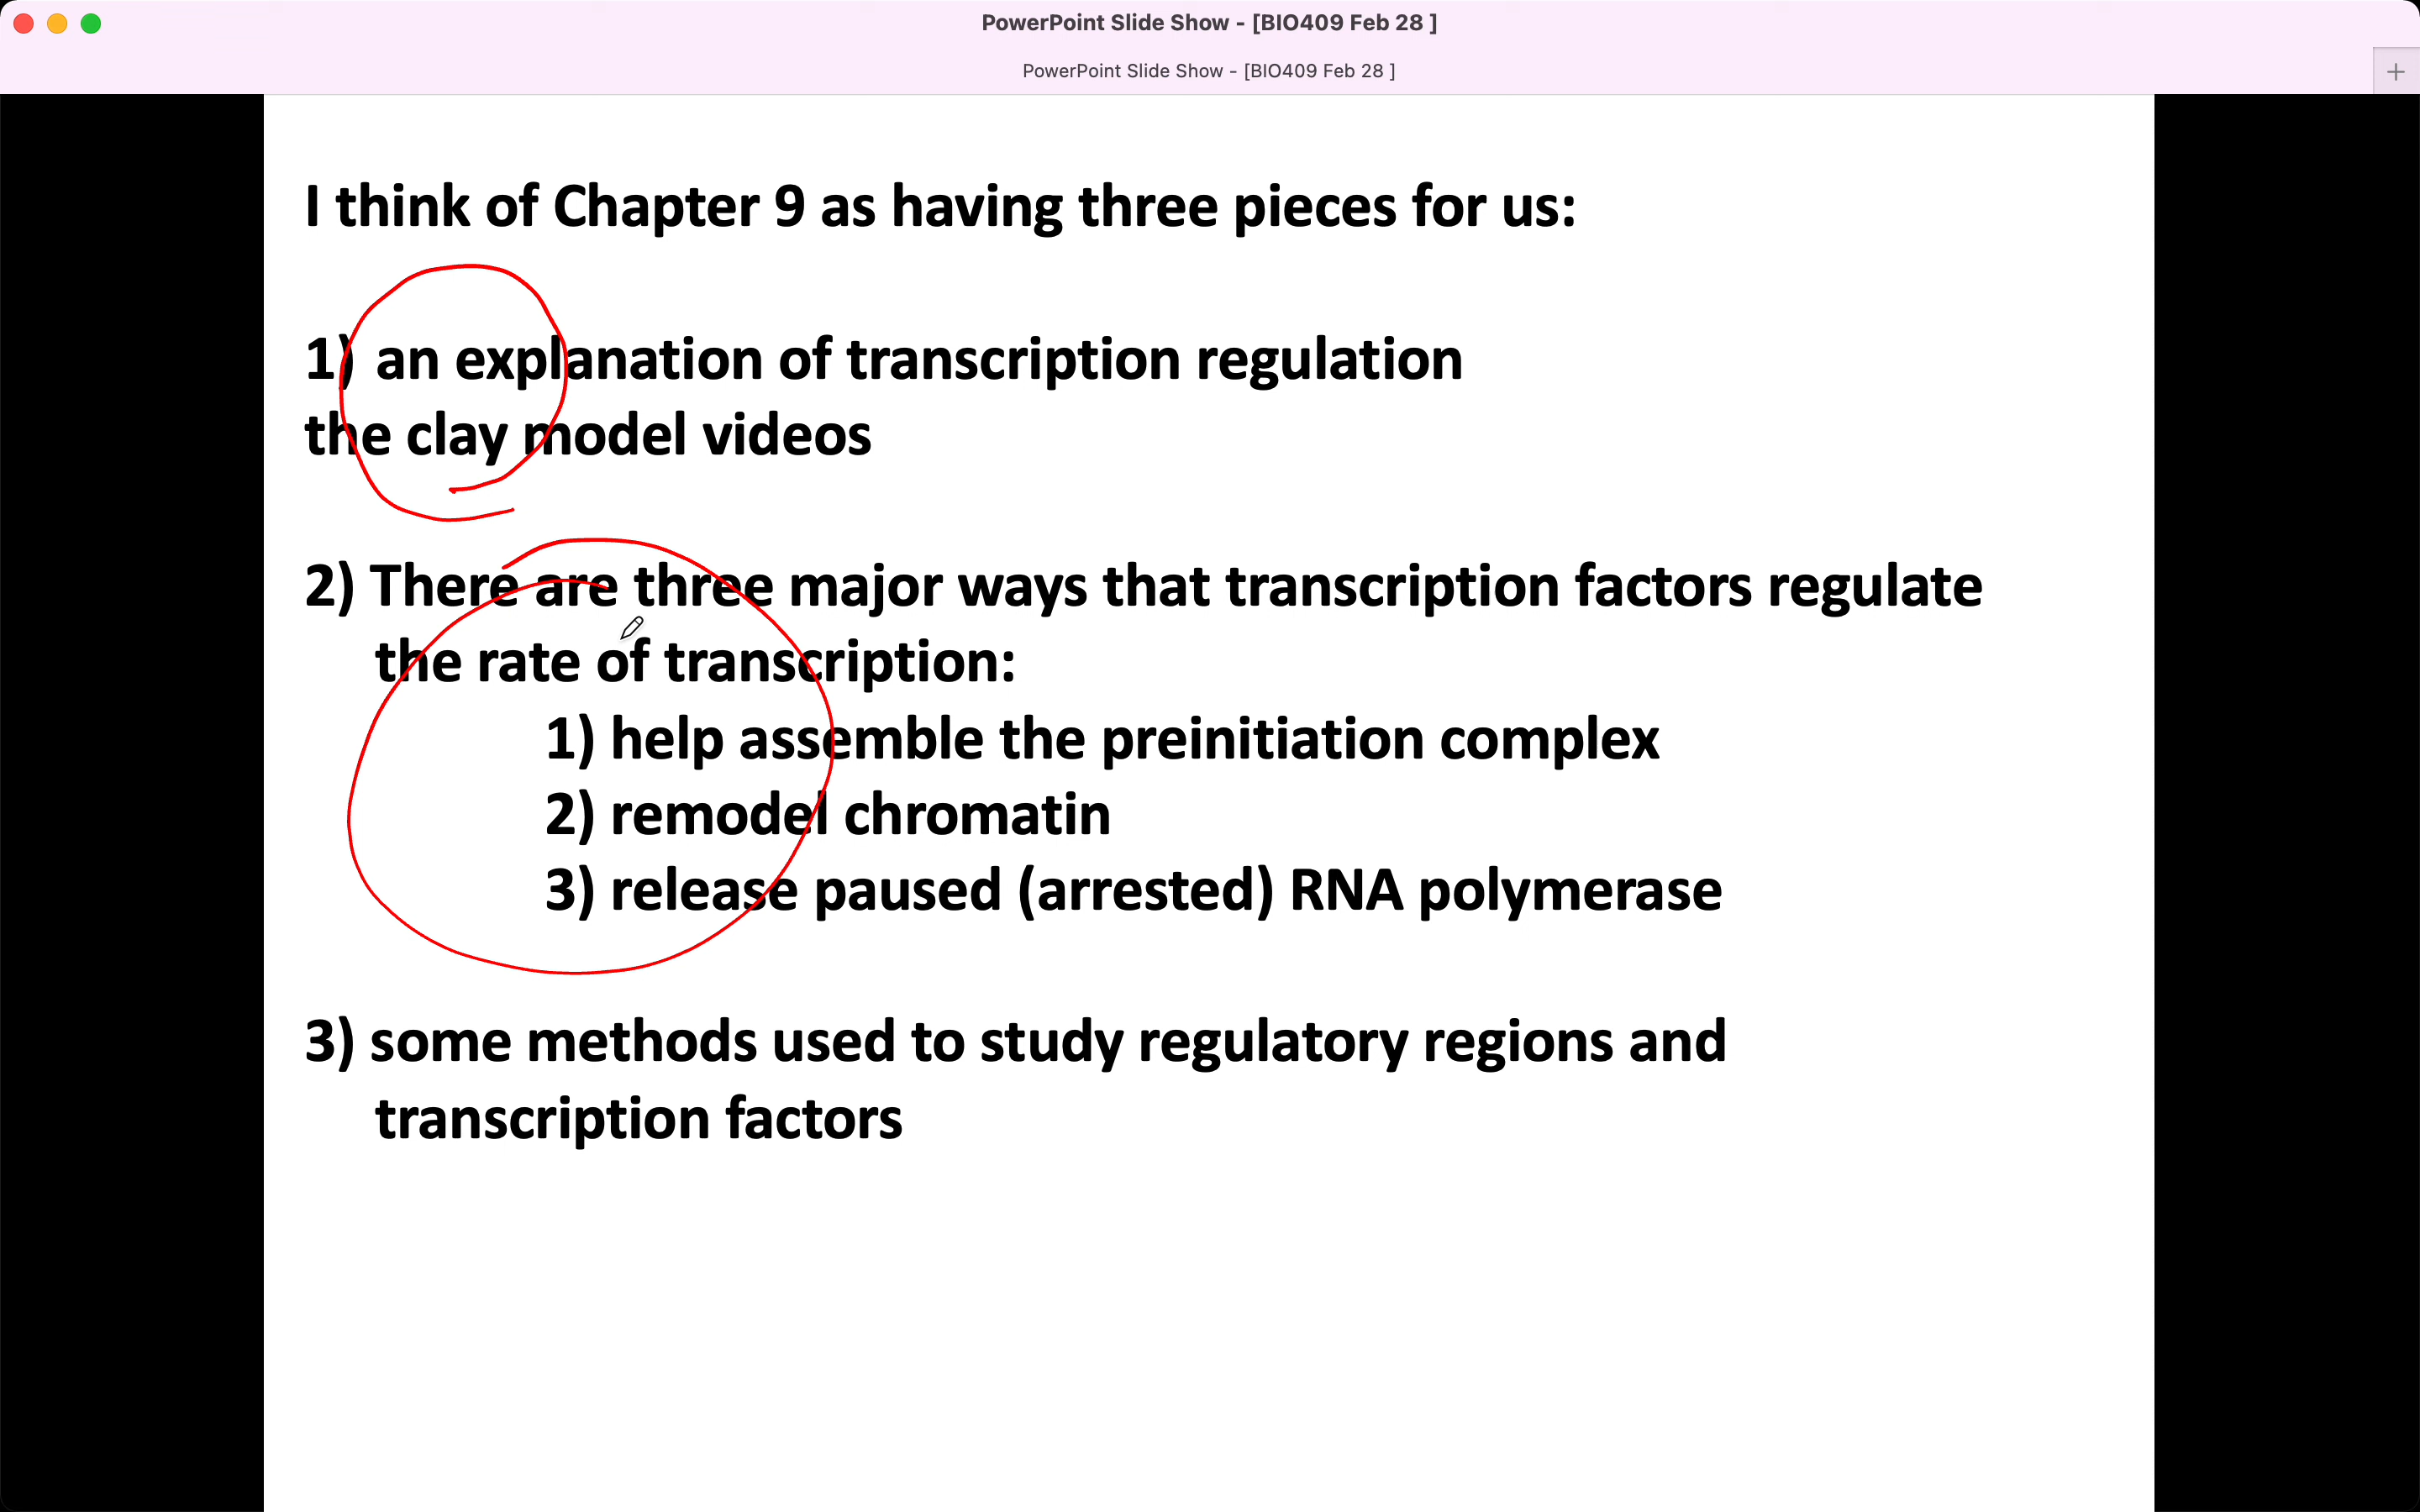 PowerPoint Slide Show - [BIO409 Feb 28 ]
PowerPoint Slide Show - [BIO409 Feb 28 ]
I think of Chapter 9 as having three pieces for us:
1) an explanation of transcription regulation
the clay model videos
2) There are three major ways that transcription factors regulate
the rate of transcription:
1) help assemble the preinitiation complex
2) remodel chromatin
3) release paused (arrested) RNA polymerase
3) some methods used to study regulatory regions and
transcription factors